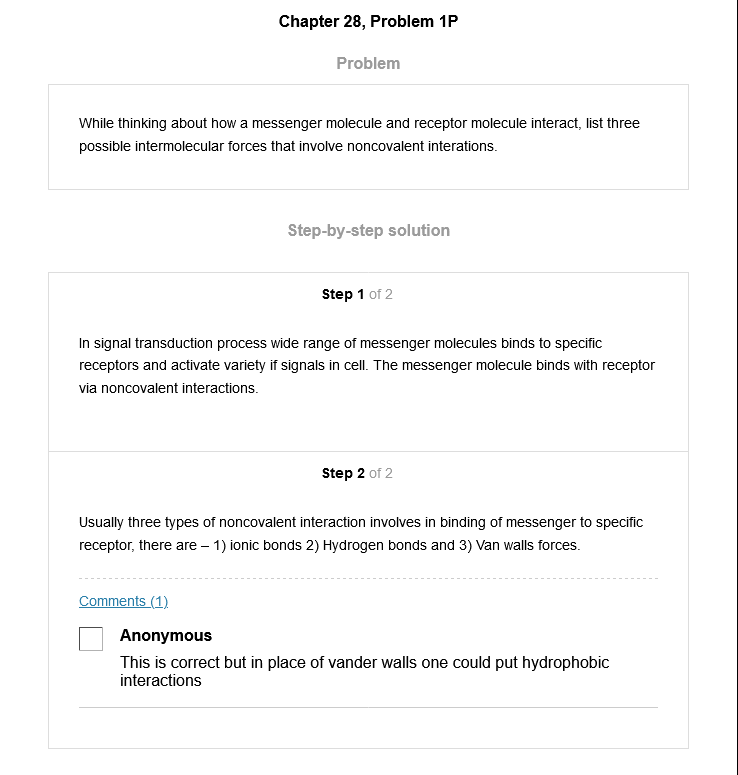 Chapter 28, Problem 1P
Problem
While thinking about how a messenger molecule and receptor molecule interact, list three
possible intermolecular forces that involve noncovalent interations.
Step-by-step solution
Step 1 of 2
In signal transduction process wide range of messenger molecules binds to specific
receptors and activate variety if signals in cell. The messenger molecule binds with receptor
via noncovalent interactions.
Step 2 of 2
Usually three types of noncovalent interaction involves in binding of messenger to specific
receptor, there are – 1) ionic bonds 2) Hydrogen bonds and 3) Van walls forces.
Comments (1)
Anonymous
This is correct but in place of vander walls one could put hydrophobic
interactions